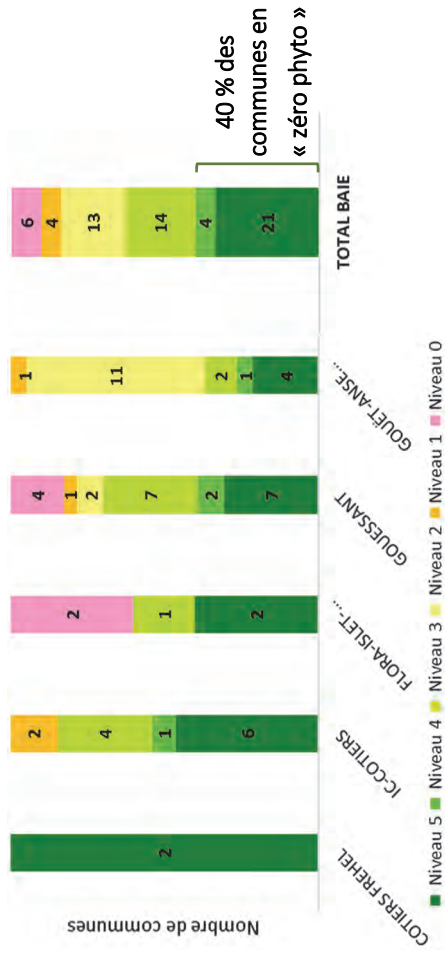 Nombre de communes
2
2
4
1
6
2
1
2
4
1
2
7
2
7
1
11
2
1
4
6
4
13
14
4
21
40 % des
communes en
« zéro phyto »
COTIERS FREHEL
IC-COTIERS
FLORA-ISLET-...
GOUESSANT
GOUËT-ANSE...
TOTAL BAIE
Niveau 5 Niveau 4 Niveau 3 Niveau 2 Niveau 1 Niveau 0